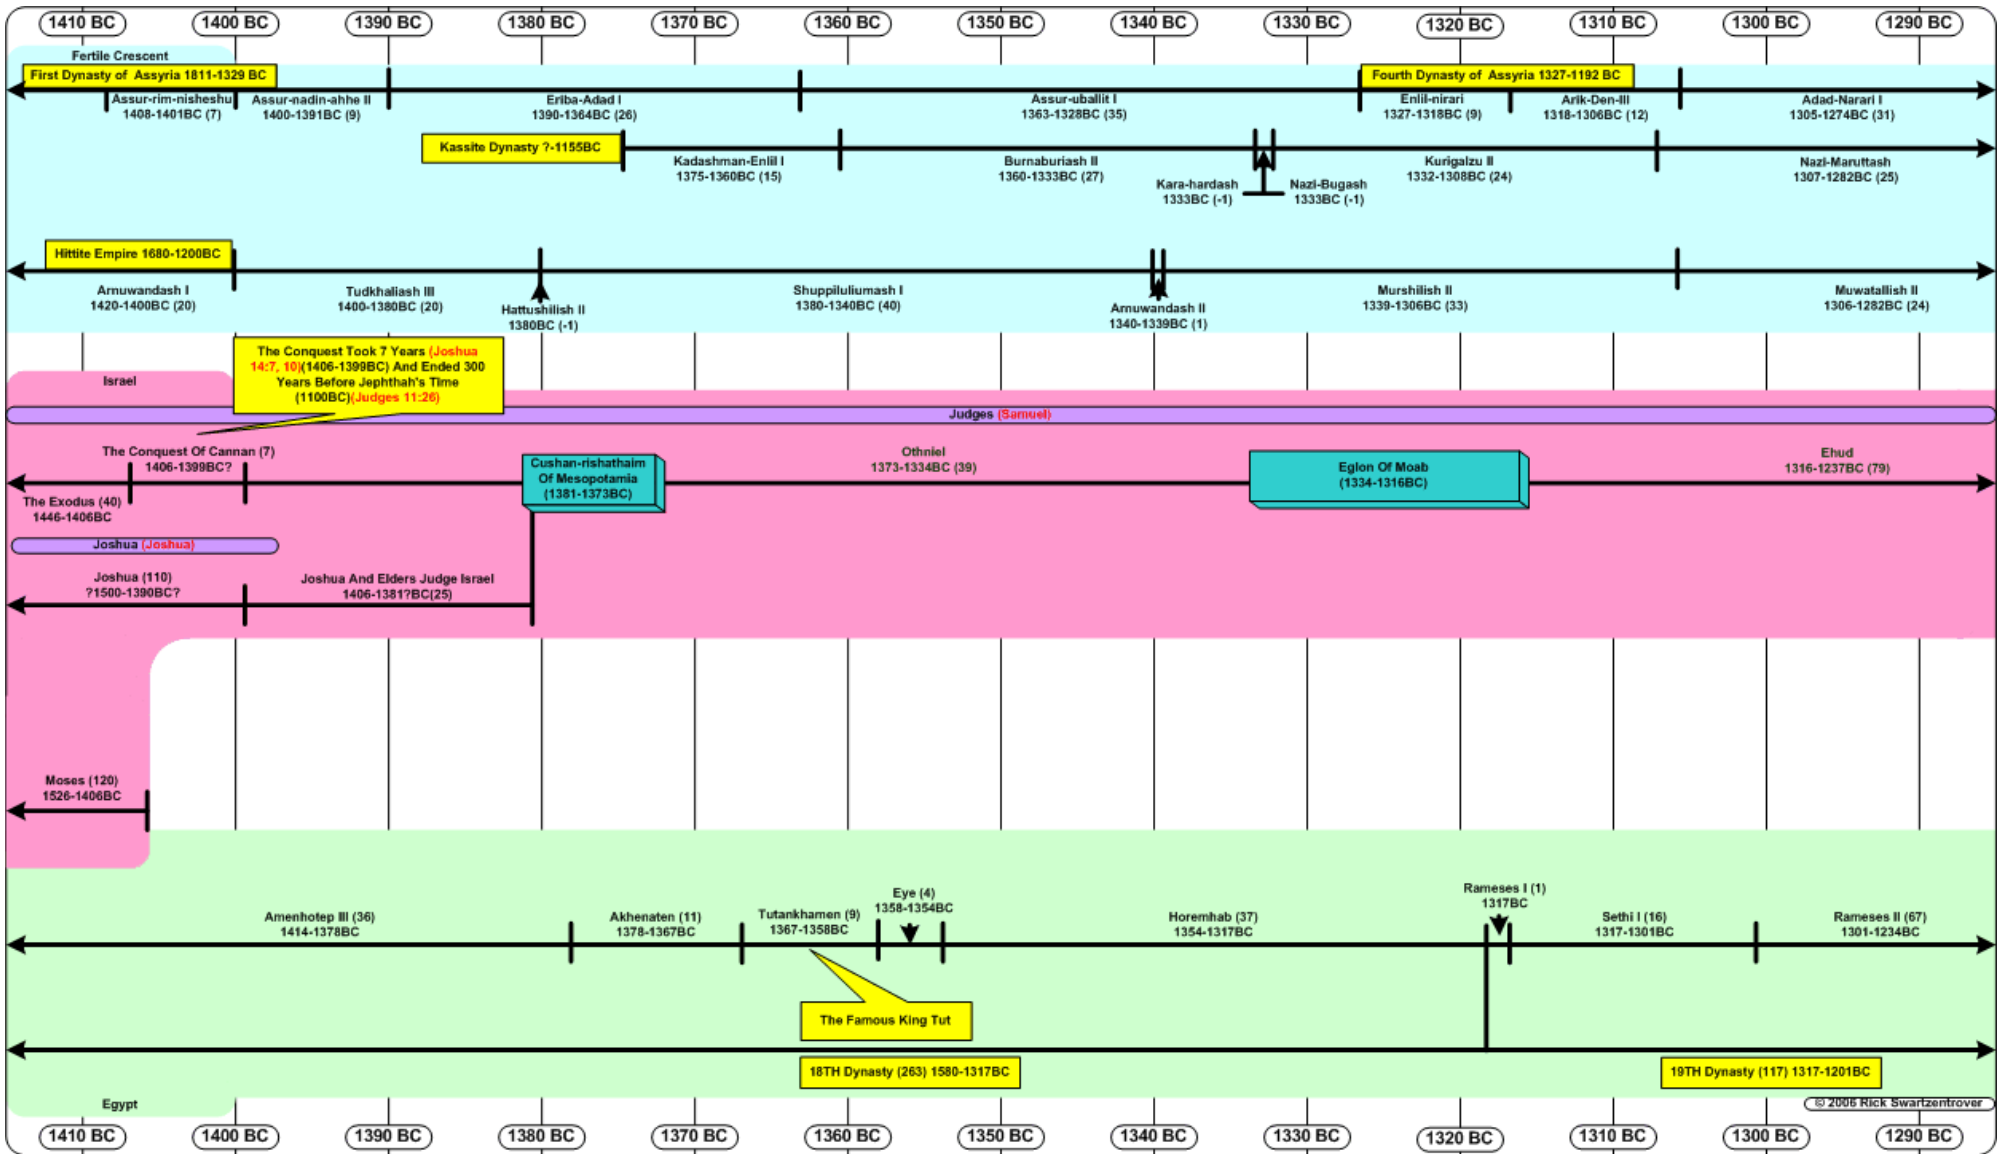 1410 BC
1400 BC
1390 BC
1380 BC
1370 BC
1360 BC
1350 BC
1340 BC
1330 BC
1320 BC
1310 BC
1300 BC
1290 BC
Fertile Crescent
First Dynasty of Assyria 1811-1329 BC
Fourth Dynasty of Assyria 1327-1192 BC
Assur-rim-nisheshu
1408-1401BC (7)
Assur-nadin-ahhe II
1400-1391BC (9)
Eriba-Adad I
1390-1364BC (26)
Assur-uballit I
1363-1328BC (35)
Enlil-nirari
1327-1318BC (9)
Arik-Den-Ill
1318-1306BC (12)
Adad-Narari I
1305-1274BC (31)
Kassite Dynasty ?-1155BC
Kadashman-Enlil I
1375-1360BC (15)
Burnaburiash II
1360-1333BC (27)
Kara-hardash
1333BC (-1)
Nazi-Bugash
1333BC (-1)
Kurigalzu II
1332-1308BC (24)
Nazi-Maruttash
1307-1282BC (25)
Hittite Empire 1680-1200BC
Arnuwandash I
1420-1400BC (20)
Tudkhaliash III
1400-1380BC (20)
Hattushilish II
1380BC (-1)
Shuppiluliumash I
1380-1340BC (40)
Arnuwandash II
1340-1339BC (1)
Murshilish II
1339-1306BC (33)
Muwatallish II
1306-1282BC (24)
The Conquest Took 7 Years (Joshua
14:7, 10)(1406-1399BC) And Ended 300
Years Before Jephthah's Time
(1100BC)(Judges 11:26)
Israel
Judges (Samuel)
The Conquest Of Cannan (7)
1406-1399BC?
The Exodus (40)
1446-1406BC
Cushan-rishathaim
Of Mesopotamia
(1381-1373BC)
Othniel
1373-1334BC (39)
Eglon Of Moab
(1334-1316BC)
Ehud
1316-1237BC (79)
Joshua (Joshua)
Joshua (110)
?1500-1390BC?
Joshua And Elders Judge Israel
1406-1381?BC(25)
Moses (120)
1526-1406BC
Amenhotep III (36)
1414-1378BC
Akhenaten (11)
1378-1367BC
Tutankhamen (9)
1367-1358BC
Eye (4)
1358-1354BC
Horemhab (37)
1354-1317BC
Rameses I (1)
1317BC
Sethi I (16)
1317-1301BC
Rameses II (67)
1301-1234BC
The Famous King Tut
18TH Dynasty (263) 1580-1317BC
19TH Dynasty (117) 1317-1201BC
Egypt
© 2006 Rick Swartzentrover
1410 BC
1400 BC
1390 BC
1380 BC
1370 BC
1360 BC
1350 BC
1340 BC
1330 BC
1320 BC
1310 BC
1300 BC
1290 BC